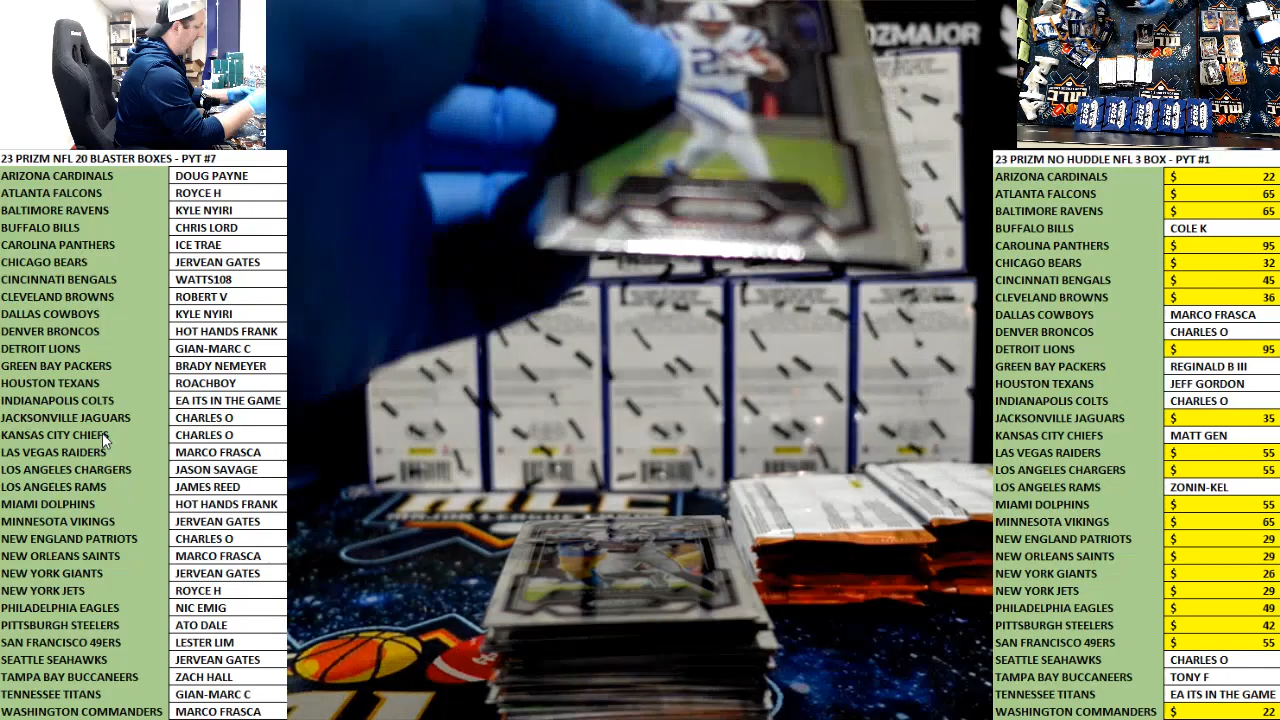 OZMAJOR
23 PRIZM NFL 20 BLASTER BOXES - PYT #7
ARIZONA CARDINALS DOUG PAYNE
ATLANTA FALCONS ROYCE H
BALTIMORE RAVENS KYLE NYIRI
BUFFALO BILLS CHRIS LORD
CAROLINA PANTHERS ICE TRAE
CHICAGO BEARS JERVEAN GATES
CINCINNATI BENGALS WATTS108
CLEVELAND BROWNS ROBERT V
DALLAS COWBOYS KYLE NYIRI
DENVER BRONCOS HOT HANDS FRANK
DETROIT LIONS GIAN-MARC C
GREEN BAY PACKERS BRADY NEMEYER
HOUSTON TEXANS ROACHBOY
INDIANAPOLIS COLTS EA ITS IN THE GAME
JACKSONVILLE JAGUARS CHARLES O
KANSAS CITY CHIEFS CHARLES O
LAS VEGAS RAIDERS MARCO FRASCA
LOS ANGELES CHARGERS JASON SAVAGE
LOS ANGELES RAMS JAMES REED
MIAMI DOLPHINS HOT HANDS FRANK
MINNESOTA VIKINGS JERVEAN GATES
NEW ENGLAND PATRIOTS CHARLES O
NEW ORLEANS SAINTS MARCO FRASCA
NEW YORK GIANTS JERVEAN GATES
NEW YORK JETS ROYCE H
PHILADELPHIA EAGLES NIC EMIG
PITTSBURGH STEELERS ATO DALE
SAN FRANCISCO 49ERS LESTER LIM
SEATTLE SEAHAWKS JERVEAN GATES
TAMPA BAY BUCCANEERS ZACH HALL
TENNESSEE TITANS GIAN-MARC C
WASHINGTON COMMANDERS MARCO FRASCA
23 PRIZM NO HUDDLE NFL 3 BOX - PYT #1
ARIZONA CARDINALS $ 22
ATLANTA FALCONS $ 65
BALTIMORE RAVENS $ 65
BUFFALO BILLS COLE K
CAROLINA PANTHERS $ 95
CHICAGO BEARS $ 32
CINCINNATI BENGALS $ 45
CLEVELAND BROWNS $ 36
DALLAS COWBOYS MARCO FRASCA
DENVER BRONCOS CHARLES O
DETROIT LIONS $ 95
GREEN BAY PACKERS REGINALD B III
HOUSTON TEXANS JEFF GORDON
INDIANAPOLIS COLTS CHARLES O
JACKSONVILLE JAGUARS $ 35
KANSAS CITY CHIEFS MATT GEN
LAS VEGAS RAIDERS $ 55
LOS ANGELES CHARGERS $ 55
LOS ANGELES RAMS ZONIN-KEL
MIAMI DOLPHINS $ 55
MINNESOTA VIKINGS $ 65
NEW ENGLAND PATRIOTS $ 29
NEW ORLEANS SAINTS $ 29
NEW YORK GIANTS $ 26
NEW YORK JETS $ 29
PHILADELPHIA EAGLES $ 49
PITTSBURGH STEELERS $ 42
SAN FRANCISCO 49ERS $ 55
SEATTLE SEAHAWKS CHARLES O
TAMPA BAY BUCCANEERS TONY F
TENNESSEE TITANS EA ITS IN THE GAME
WASHINGTON COMMANDERS $ 22